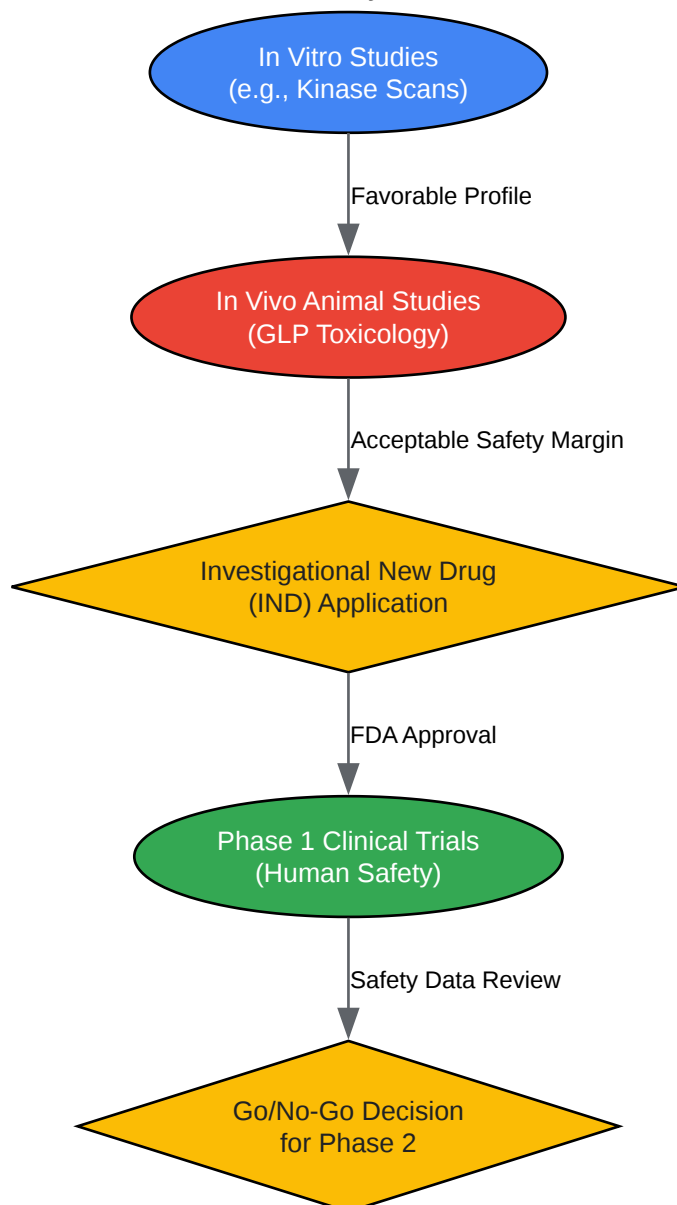 In Vitro Studies
(e.g., Kinase Scans)
Favorable Profile
In Vivo Animal Studies
(GLP Toxicology)
Acceptable Safety Margin
Investigational New Drug
(IND) Application
FDA Approval
Phase 1 Clinical Trials
(Human Safety)
Safety Data Review
Go/No-Go Decision
for Phase 2